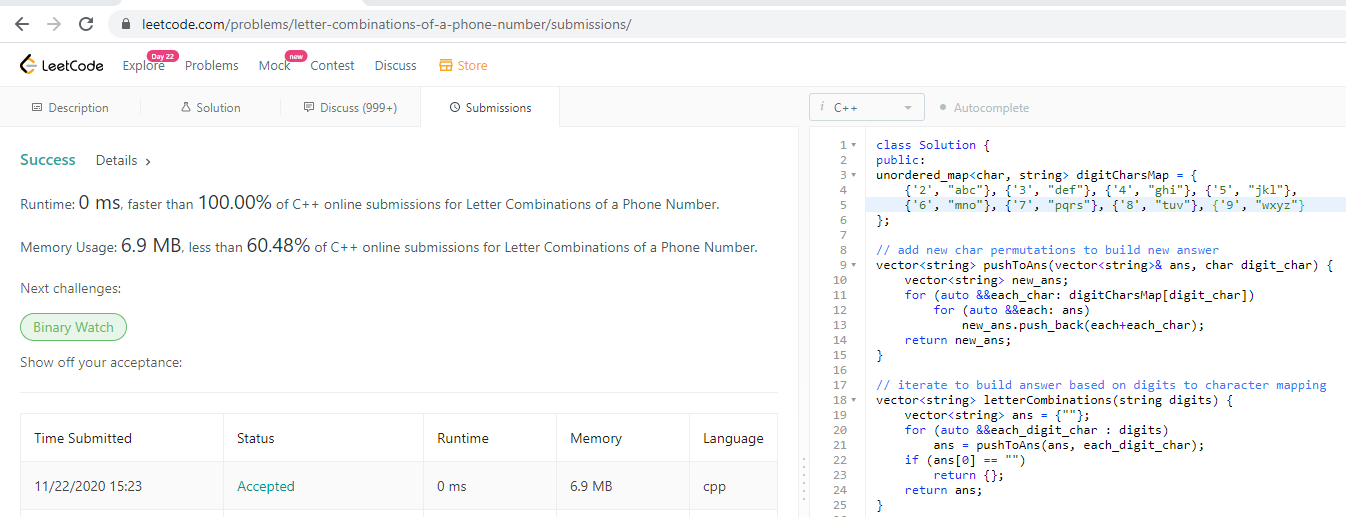 leetcode.com/problems/letter-combinations-of-a-phone-number/submissions/
LeetCode Explore Day 22 Problems Mock new Contest Discuss Store
Description Solution Discuss (999+) Submissions
i C++ Autocomplete
Success Details >
Runtime: 0 ms, faster than 100.00% of C++ online submissions for Letter Combinations of a Phone Number.
Memory Usage: 6.9 MB, less than 60.48% of C++ online submissions for Letter Combinations of a Phone Number.
Next challenges:
Binary Watch
Show off your acceptance:
Time Submitted Status Runtime Memory Language
11/22/2020 15:23 Accepted 0 ms 6.9 MB cpp
1 class Solution {
2 public:
3 unordered_map<char, string> digitCharsMap = {
4     {'2', "abc"}, {'3', "def"}, {'4', "ghi"}, {'5', "jkl"},
5     {'6', "mno"}, {'7', "pqrs"}, {'8', "tuv"}, {'9', "wxyz"}
6 };
7
8 // add new char permutations to build new answer
9 vector<string> pushToAns(vector<string>& ans, char digit_char) {
10     vector<string> new_ans;
11     for (auto &&each_char: digitCharsMap[digit_char])
12         for (auto &&each: ans)
13             new_ans.push_back(each+each_char);
14     return new_ans;
15 }
16
17 // iterate to build answer based on digits to character mapping
18 vector<string> letterCombinations(string digits) {
19     vector<string> ans = {""};
20     for (auto &&each_digit_char : digits)
21         ans = pushToAns(ans, each_digit_char);
22     if (ans[0] == "")
23         return {};
24     return ans;
25 }